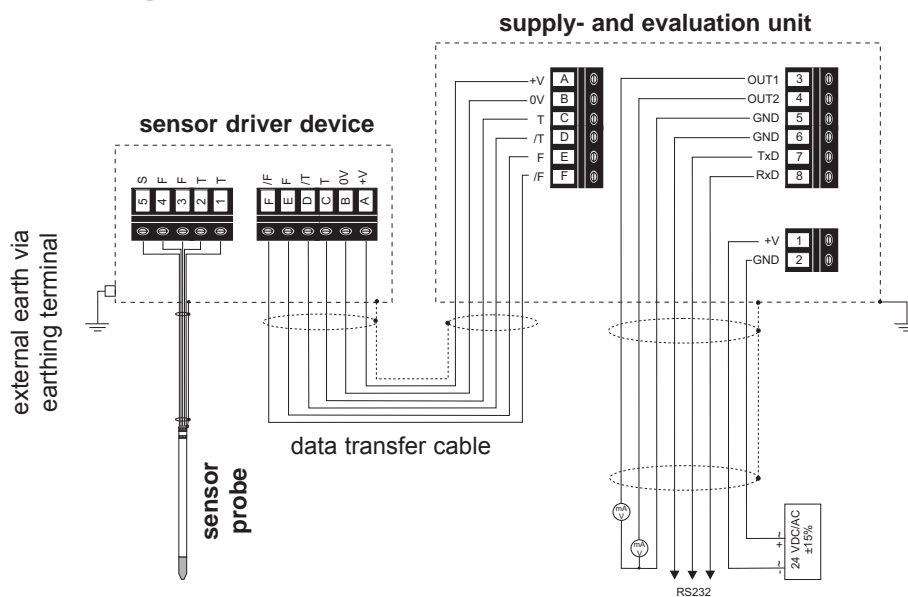 supply- and evaluation unit
+V A
0V B
T C
/T D
F E
/F F
OUT1 3
OUT2 4
GND 5
GND 6
TxD 7
RxD 8
+V 1
GND 2
sensor driver device
S F F T T
5 4 3 2 1
/F F /T T 0V +V
F E D C B A
external earth via
earthing terminal
data transfer cable
sensor
probe
mA
V
mA
V
RS232
+ ~
- ~
24 VDC/AC
±15%